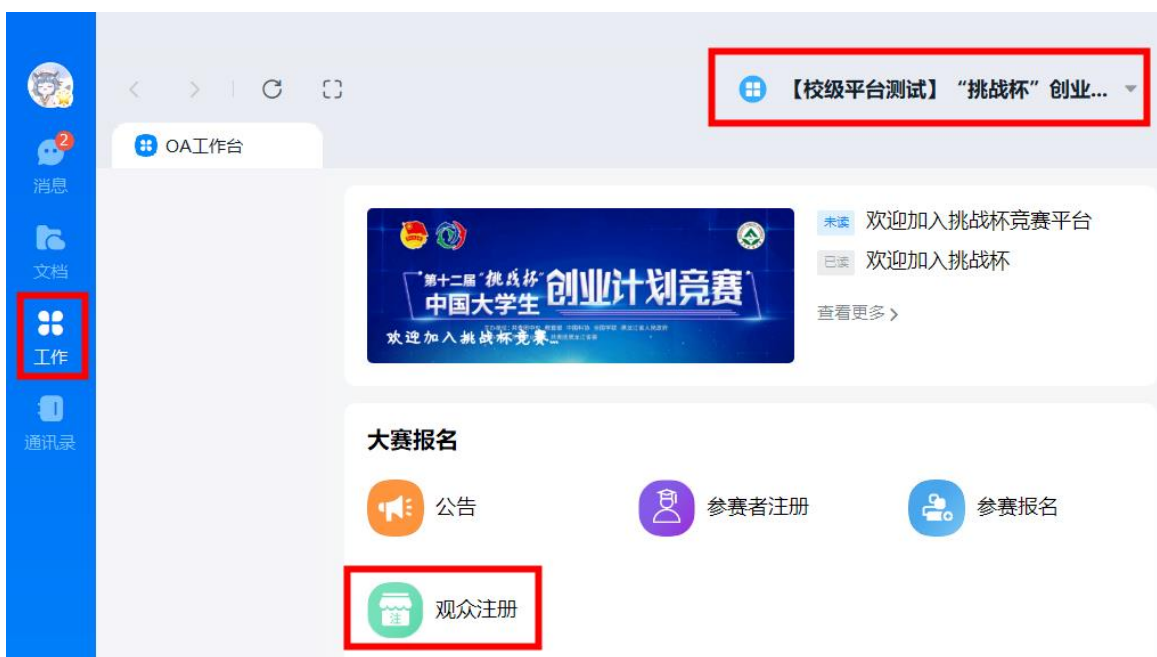 【校级平台测试】 “挑战杯”创业...
2
消息
OA工作台
文档
工作
通讯录
第十二届“挑战杯”
中国大学生
创业计划竞赛
欢迎加入挑战杯竞赛...
未读 欢迎加入挑战杯竞赛平台
已读 欢迎加入挑战杯
查看更多 >
大赛报名
公告 参赛者注册 参赛报名
注 观众注册